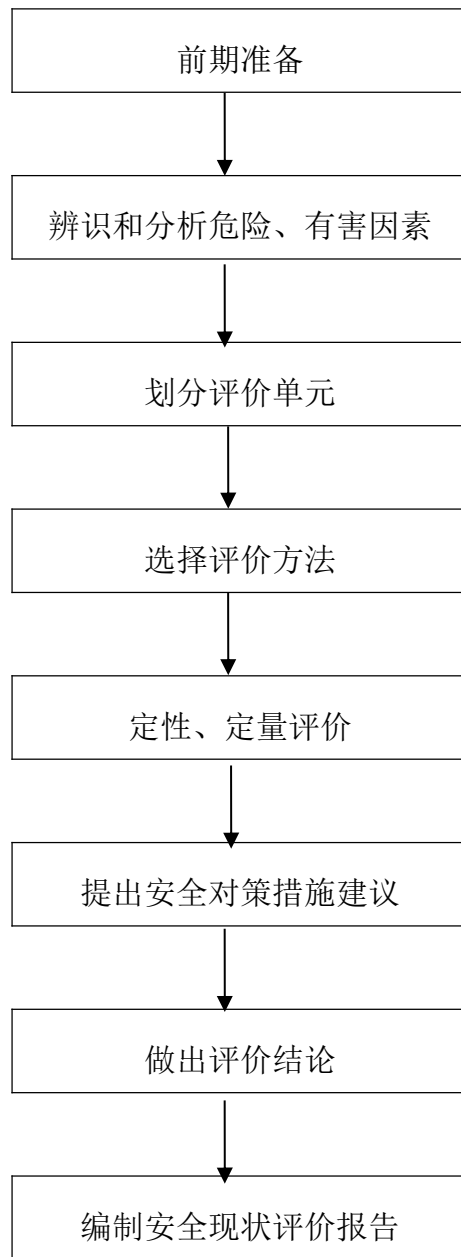 前期准备
辨识和分析危险、有害因素
划分评价单元
选择评价方法
定性、定量评价
提出安全对策措施建议
做出评价结论
编制安全现状评价报告